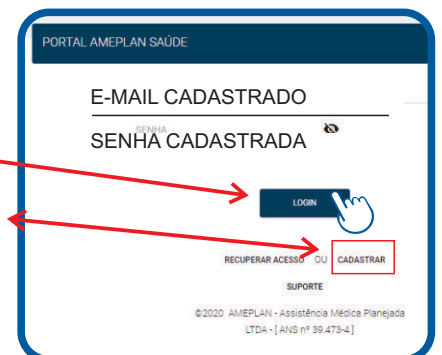 PORTAL AMEPLAN SAÚDE
E-MAIL CADASTRADO
SENHA
SENHA CADASTRADA
LOGIN
RECUPERAR ACESSO OU CADASTRAR
SUPORTE
©2020 AMEPLAN - Assistência Médica Planejada
LTDA - [ ANS nº 39.473-4 ]